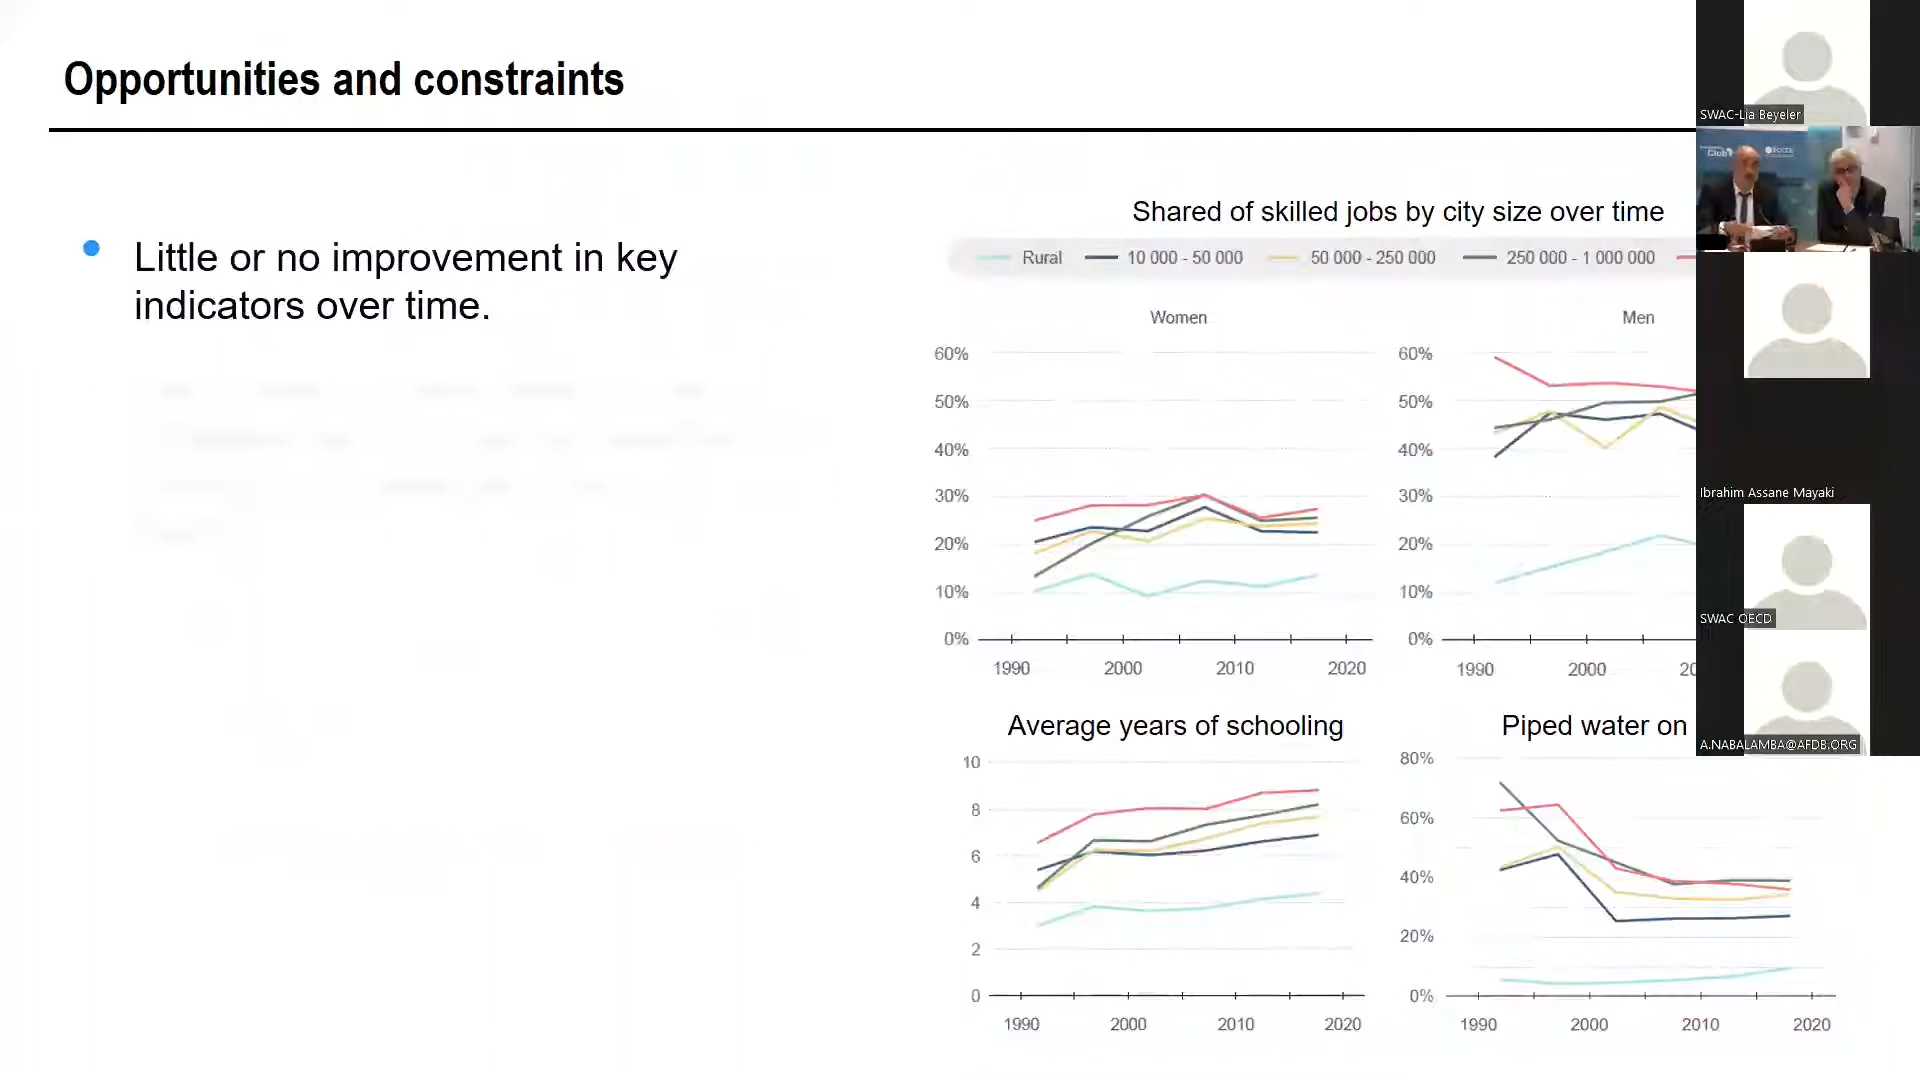 Opportunities and constraints
Little or no improvement in key
indicators over time.
Shared of skilled jobs by city size over time
Rural 10 000 - 50 000 50 000 - 250 000 250 000 - 1 000 000
Women
60%
50%
40%
30%
20%
10%
0%
1990 2000 2010 2020
Men
60%
50%
40%
30%
20%
10%
0%
1990 2000 20
Average years of schooling
10
8
6
4
2
0
1990 2000 2010 2020
Piped water on
80%
60%
40%
20%
0%
1990 2000 2010 2020
SWAC-Lia Beyeler
Club
Ibrahim Assane Mayaki
SWAC OECD
A.NABALAMBA@AFDB.ORG